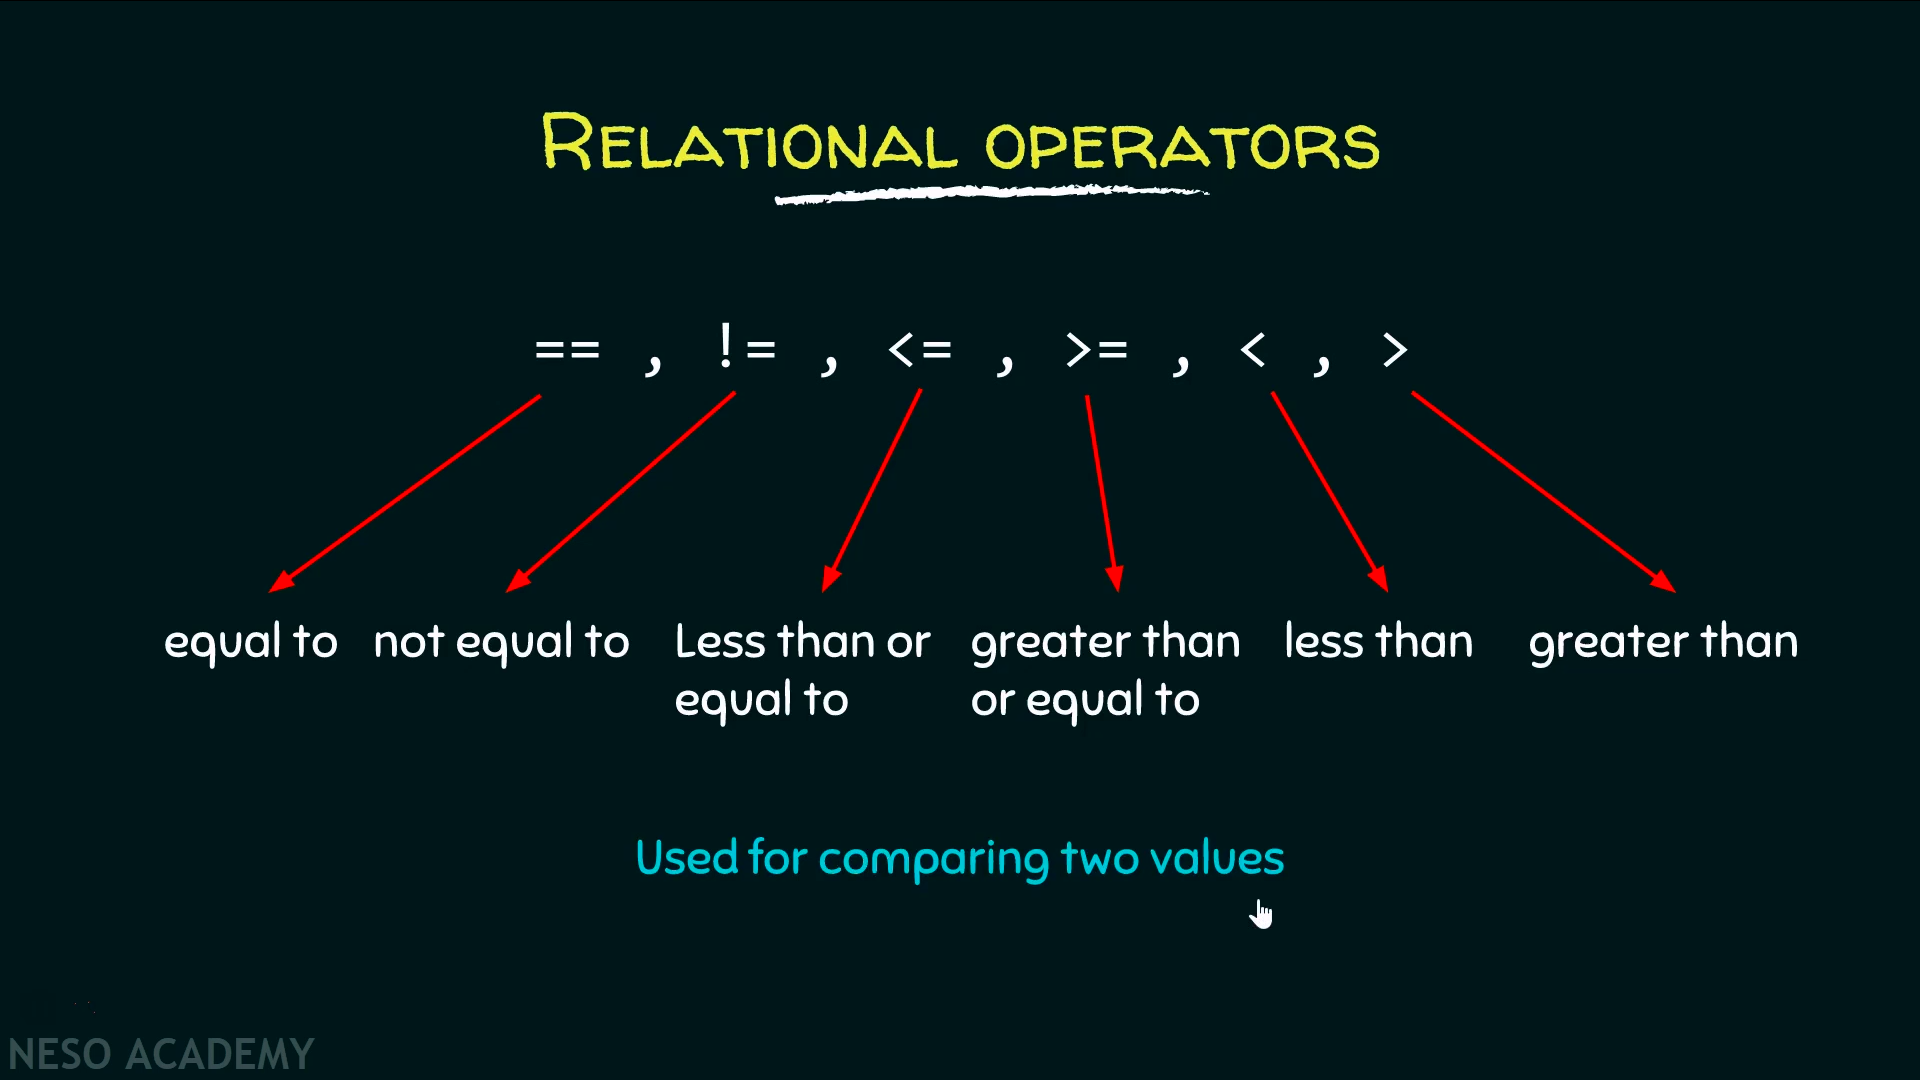 RELATIONAL OPERATORS
== , != , <= , >= , < , >
equal to
not equal to
Less than or
equal to
greater than
or equal to
less than
greater than
Used for comparing two values
NESO ACADEMY